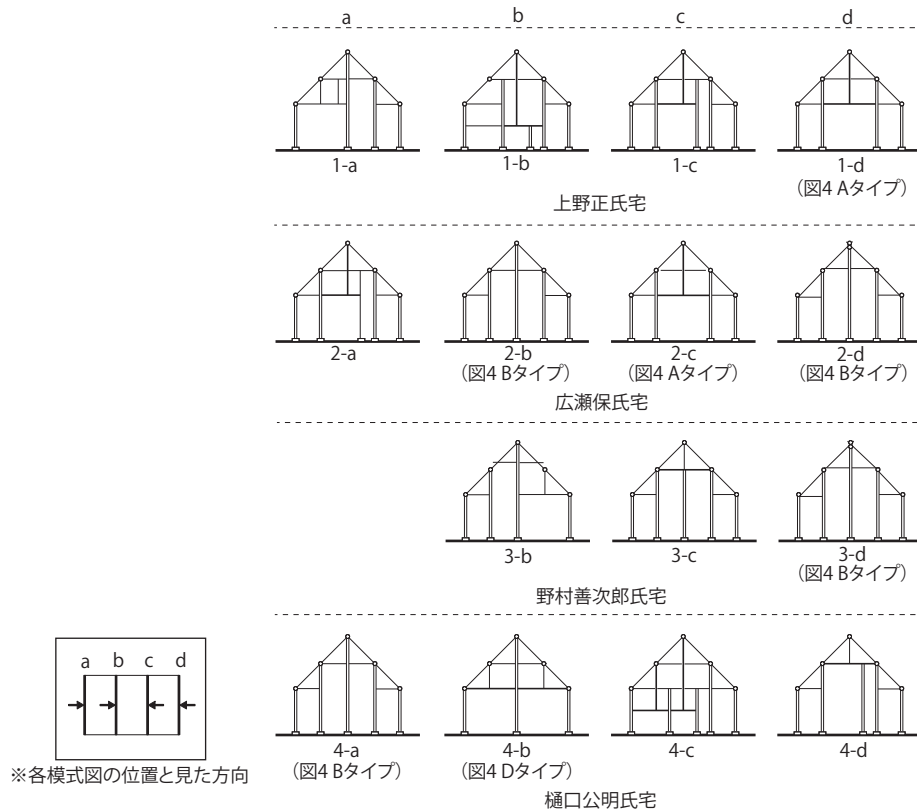 a b c d
1-a 1-b 1-c 1-d
（図4 Aタイプ）
上野正氏宅
2-a 2-b 2-c 2-d
（図4 Bタイプ） （図4 Aタイプ） （図4 Bタイプ）
広瀬保氏宅
3-b 3-c 3-d
（図4 Bタイプ）
野村善次郎氏宅
a b c d
※各模式図の位置と見た方向
4-a 4-b 4-c 4-d
（図4 Bタイプ） （図4 Dタイプ）
樋口公明氏宅